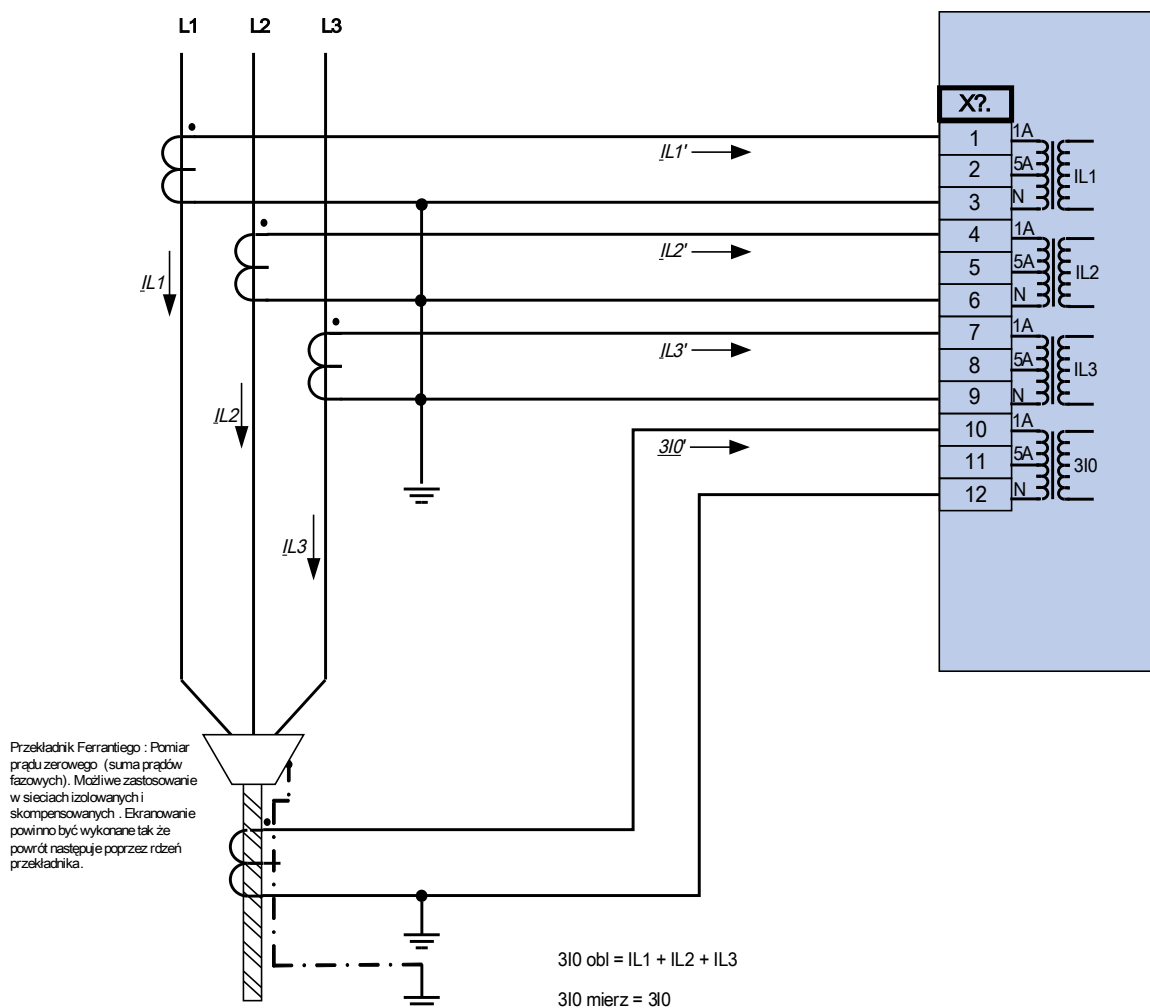 L1 L2 L3
X?.
1 1A
IL1'
2 5A
IL1
3 N
4 1A
IL2'
5 5A
IL2
6 N
IL1
7 1A
IL3'
8 5A
IL3
9 N
IL2
10 1A
3I0'
11 5A
3I0
12 N
IL3
Przekładnik Ferrantiego : Pomiar
prądu zerowego (suma prądów
fazowych). Możliwe zastosowanie
w sieciach izolowanych i
skompensowanych . Ekranowanie
powinno być wykonane tak że
powrót następuje poprzez rdzeń
przekładnika.
3I0 obl = IL1 + IL2 + IL3
3I0 mierz = 3I0